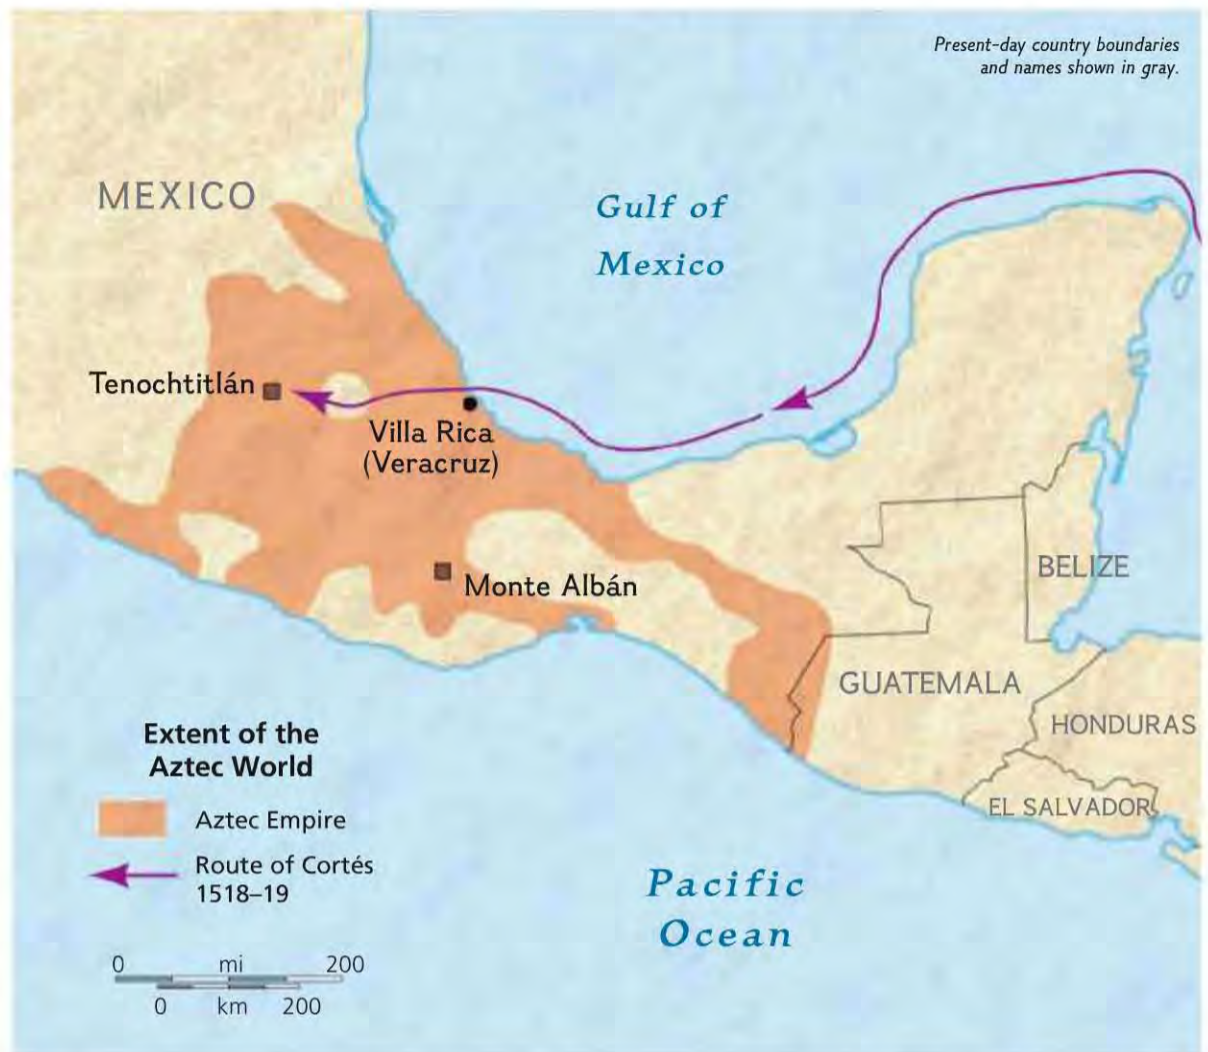 Present-day country boundaries
and names shown in gray.
MEXICO
Gulf of
Mexico
Tenochtitlán
Villa Rica
(Veracruz)
Monte Albán
BELIZE
GUATEMALA
HONDURAS
EL SALVADOR
Extent of the
Aztec World
Aztec Empire
Route of Cortés
1518–19
Pacific
Ocean
0 mi 200
0 km 200